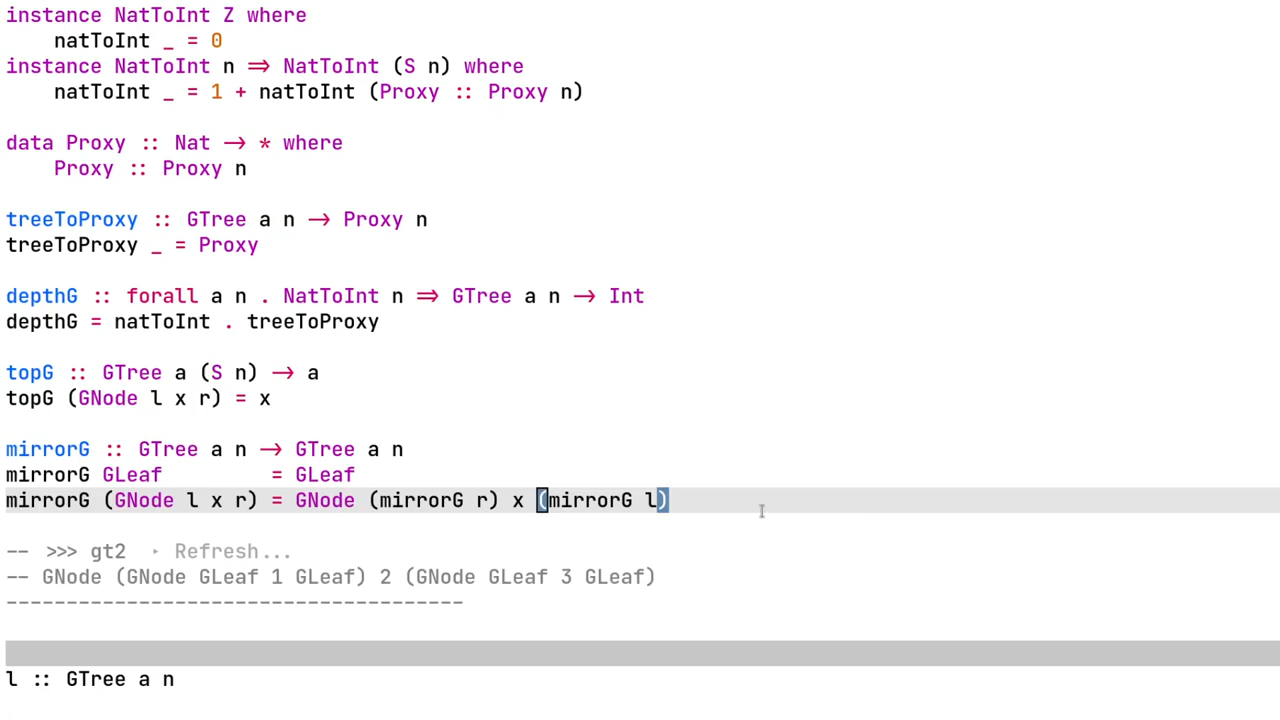 instance NatToInt Z where
    natToInt _ = 0
instance NatToInt n => NatToInt (S n) where
    natToInt _ = 1 + natToInt (Proxy :: Proxy n)
data Proxy :: Nat -> * where
    Proxy :: Proxy n
treeToProxy :: GTree a n -> Proxy n
treeToProxy _ = Proxy
depthG :: forall a n . NatToInt n => GTree a n -> Int
depthG = natToInt . treeToProxy
topG :: GTree a (S n) -> a
topG (GNode l x r) = x
mirrorG :: GTree a n -> GTree a n
mirrorG GLeaf         = GLeaf
mirrorG (GNode l x r) = GNode (mirrorG r) x (mirrorG l)
-- >>> gt2  ‣ Refresh...
-- GNode (GNode GLeaf 1 GLeaf) 2 (GNode GLeaf 3 GLeaf)
--------------------------------------
l :: GTree a n